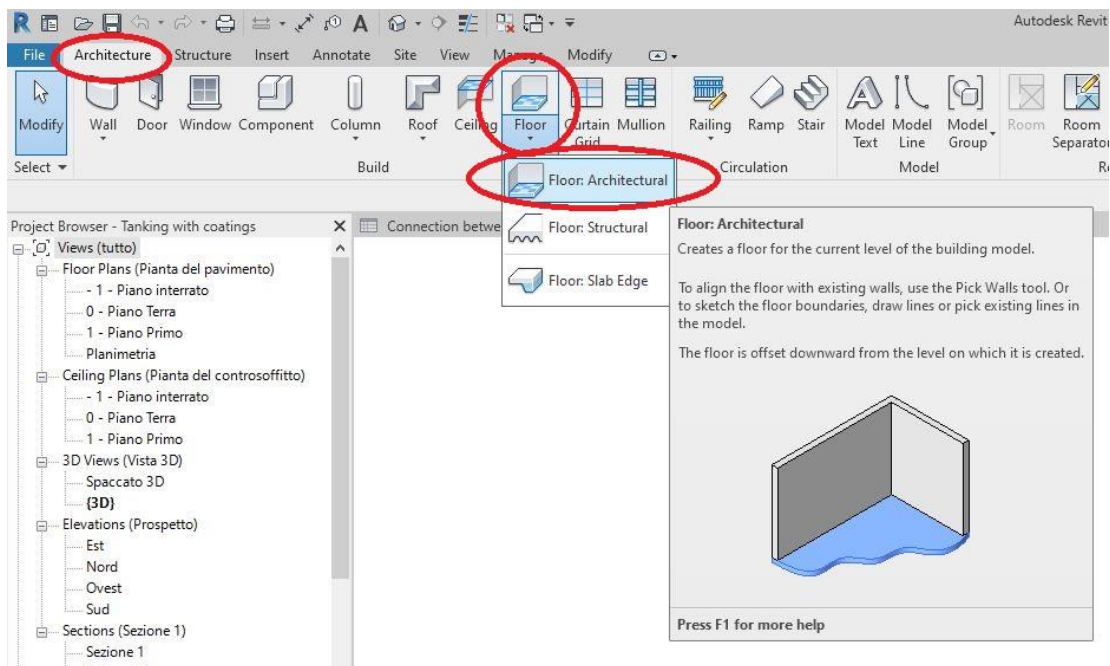 Autodesk Revit
File Architecture Structure Insert Annotate Site View Manage Modify
Modify Wall Door Window Component Column Roof Ceiling Floor Curtain Grid Mullion Railing Ramp Stair Model Text Model Line Model Group Room Room Separator
Select Build Circulation Model
Floor: Architectural
Floor: Structural
Floor: Slab Edge
Project Browser - Tanking with coatings
Views (tutto)
Floor Plans (Pianta del pavimento)
- 1 - Piano interrato
0 - Piano Terra
1 - Piano Primo
Planimetria
Ceiling Plans (Pianta del controsoffitto)
- 1 - Piano interrato
0 - Piano Terra
1 - Piano Primo
3D Views (Vista 3D)
Spaccato 3D
{3D}
Elevations (Prospetto)
Est
Nord
Ovest
Sud
Sections (Sezione 1)
Sezione 1
Connection betwe
Floor: Architectural
Creates a floor for the current level of the building model.
To align the floor with existing walls, use the Pick Walls tool. Or
to sketch the floor boundaries, draw lines or pick existing lines in
the model.
The floor is offset downward from the level on which it is created.
Press F1 for more help